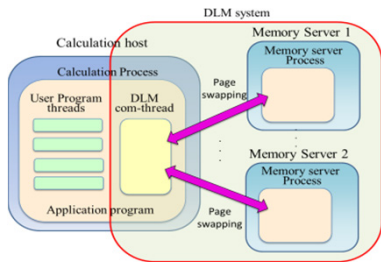 DLM system
Calculation host
Memory Server 1
Memory server
Process
Calculation Process
User Program
threads
DLM
com-thread
Page
swapping
Memory Server 2
Memory server
Process
Application program
Page
swapping